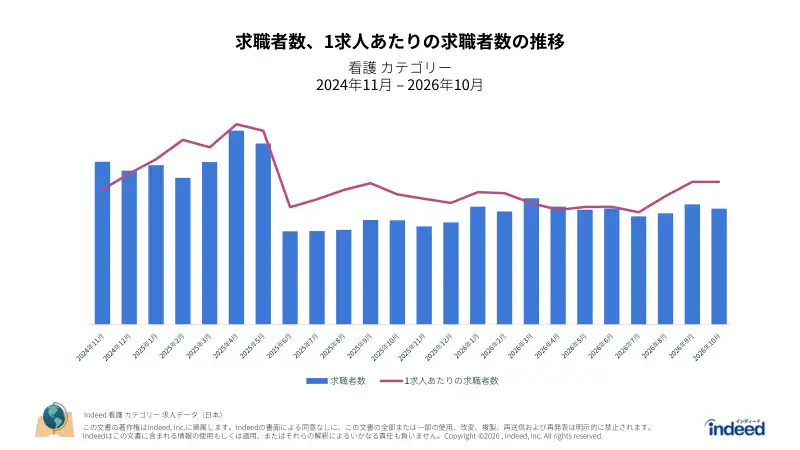 求職者数、1求人あたりの求職者数の推移
看護 カテゴリー
2024年11月 – 2026年10月
2024年11月
2024年12月
2025年1月
2025年2月
2025年3月
2025年4月
2025年5月
2025年6月
2025年7月
2025年8月
2025年9月
2025年10月
2025年11月
2025年12月
2026年1月
2026年2月
2026年3月
2026年4月
2026年5月
2026年6月
2026年7月
2026年8月
2026年9月
2026年10月
求職者数 1求人あたりの求職者数
Indeed 看護 カテゴリー 求人データ（日本）
この文書の著作権はIndeed, Inc.に帰属します。Indeedの書面による同意なしに、この文書の全部または一部の使用、改変、複製、再送信および再発表は明示的に禁止されます。
Indeedはこの文書に含まれる情報の使用もしくは適用、またはそれらの解釈によるいかなる責任も負いません。Copyright ©2026 , Indeed, Inc. All rights reserved.
インディード
indeed